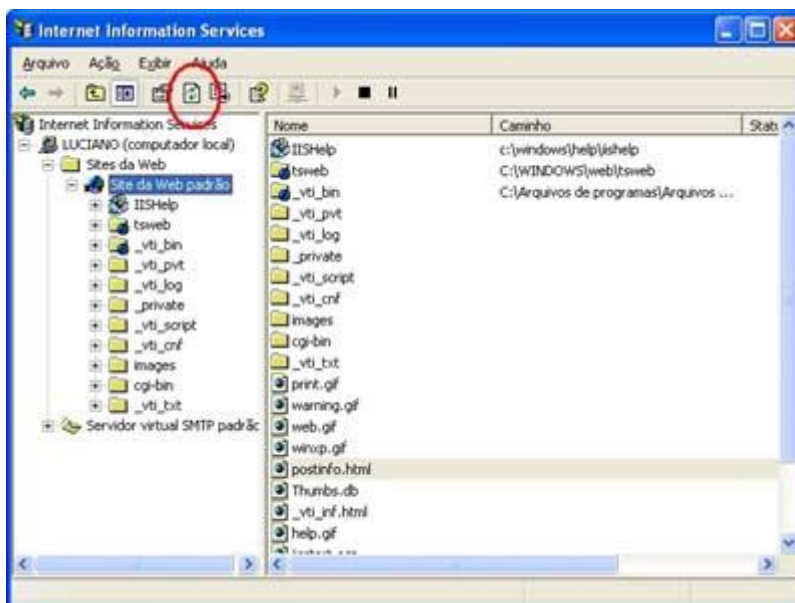 Internet Information Services
Arquivo Ação Exibir Ajuda
Internet Information Services
LUCIANO (computador local)
Sites da Web
Site da Web padrão
IISHelp
tsweb
_vti_bin
_vti_pvt
_vti_log
_private
_vti_script
_vti_cnf
images
cgi-bin
_vti_txt
Servidor virtual SMTP padrão
Nome Caminho Stat
IISHelp c:\windows\help\iishelp
tsweb C:\WINDOWS\web\tsweb
_vti_bin C:\Arquivos de programas\Arquivos ...
_vti_pvt
_vti_log
_private
_vti_script
_vti_cnf
images
cgi-bin
_vti_txt
print.gif
warning.gif
web.gif
winxp.gif
postinfo.html
Thumbs.db
_vti_inf.html
help.gif